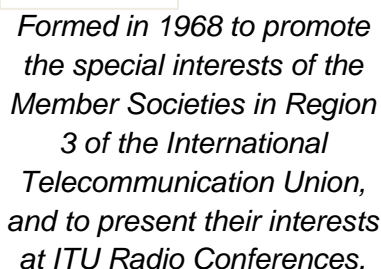 Formed in 1968 to promote
the special interests of the
Member Societies in Region
3 of the International
Telecommunication Union,
and to present their interests
at ITU Radio Conferences.